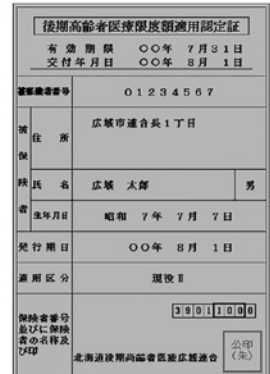 後期高齢者医療限度額適用認定証
有効期限 〇〇年 7月31日
交付年月日 〇〇年 8月 1日
被保険者番号 01234567
被保険者
住所 広域市連合長1丁目
氏名 広域 太郎 男
生年月日 昭和 7年 7月 7日
発行期日 〇〇年 8月 1日
適用区分 現役Ⅱ
保険者番号並びに保険者の名称及び印
39011000
北海道後期高齢者医療広域連合
公印
(朱)